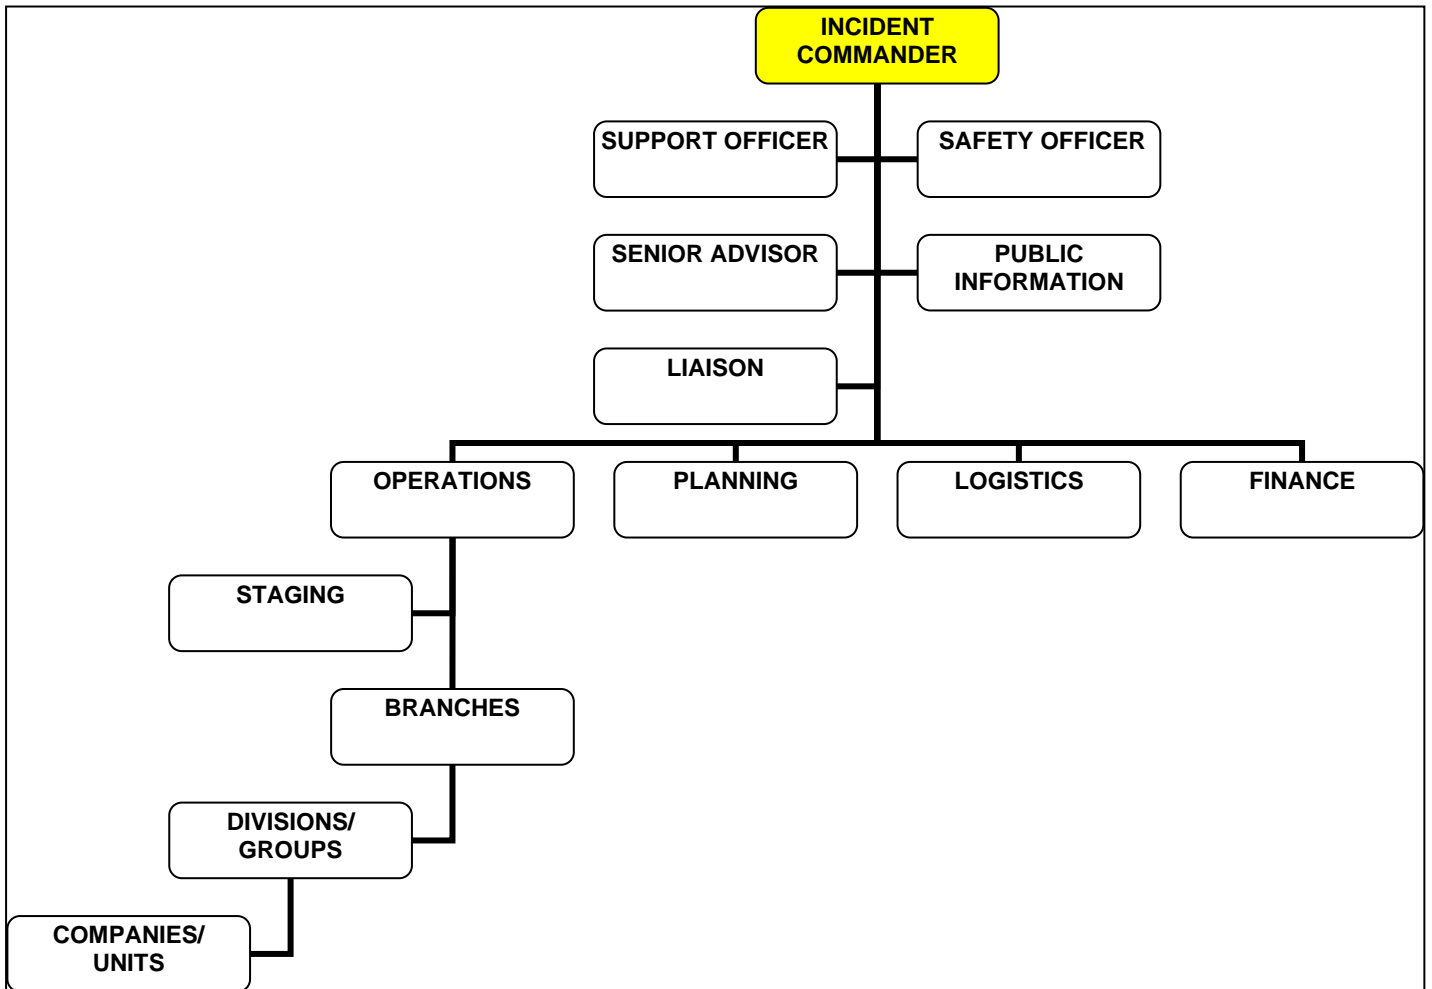 INCIDENT
COMMANDER
SUPPORT OFFICER
SAFETY OFFICER
SENIOR ADVISOR
PUBLIC
INFORMATION
LIAISON
OPERATIONS
PLANNING
LOGISTICS
FINANCE
STAGING
BRANCHES
DIVISIONS/
GROUPS
COMPANIES/
UNITS